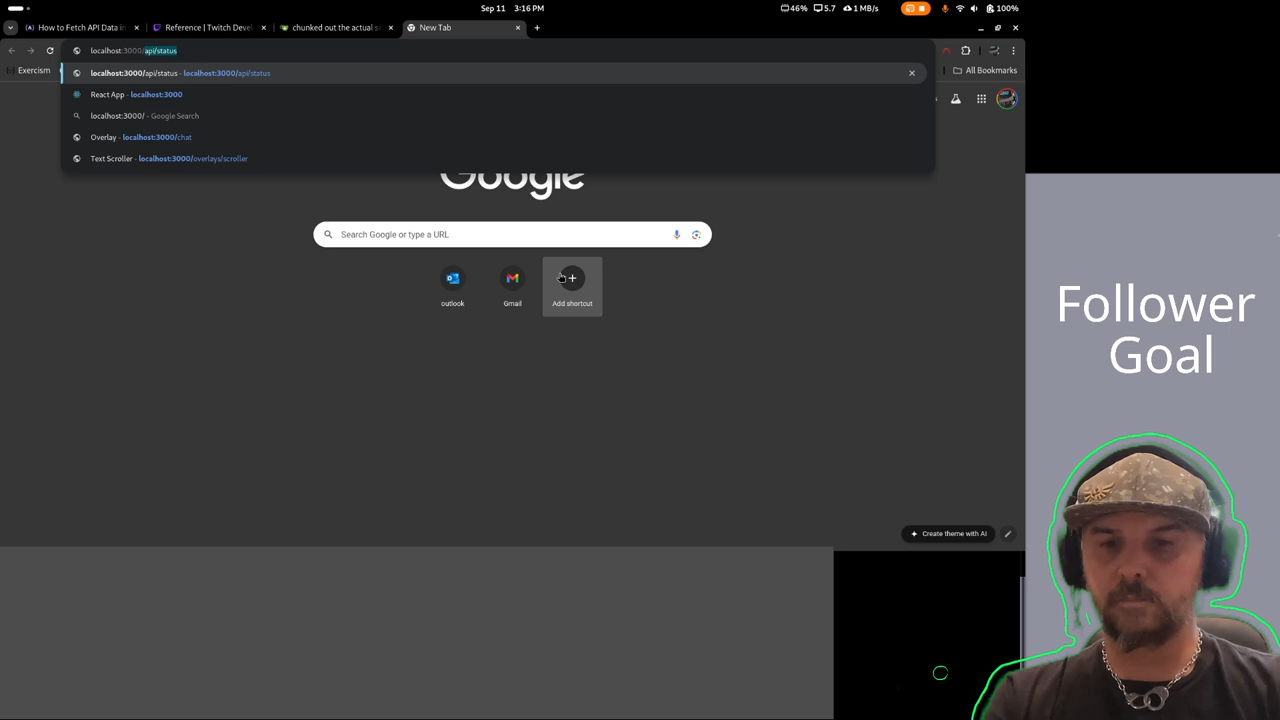 Sep 11 3:16 PM
46% 5.7 1 MB/s 100%
How to Fetch API Data in
Reference | Twitch Devel
chunked out the actual se
New Tab
localhost:3000/api/status
Exercism
All Bookmarks
localhost:3000/api/status - localhost:3000/api/status
React App - localhost:3000
localhost:3000/ - Google Search
Overlay - localhost:3000/chat
Text Scroller - localhost:3000/overlays/scroller
Google
Search Google or type a URL
outlook
Gmail
Add shortcut
Create theme with AI
Follower
Goal